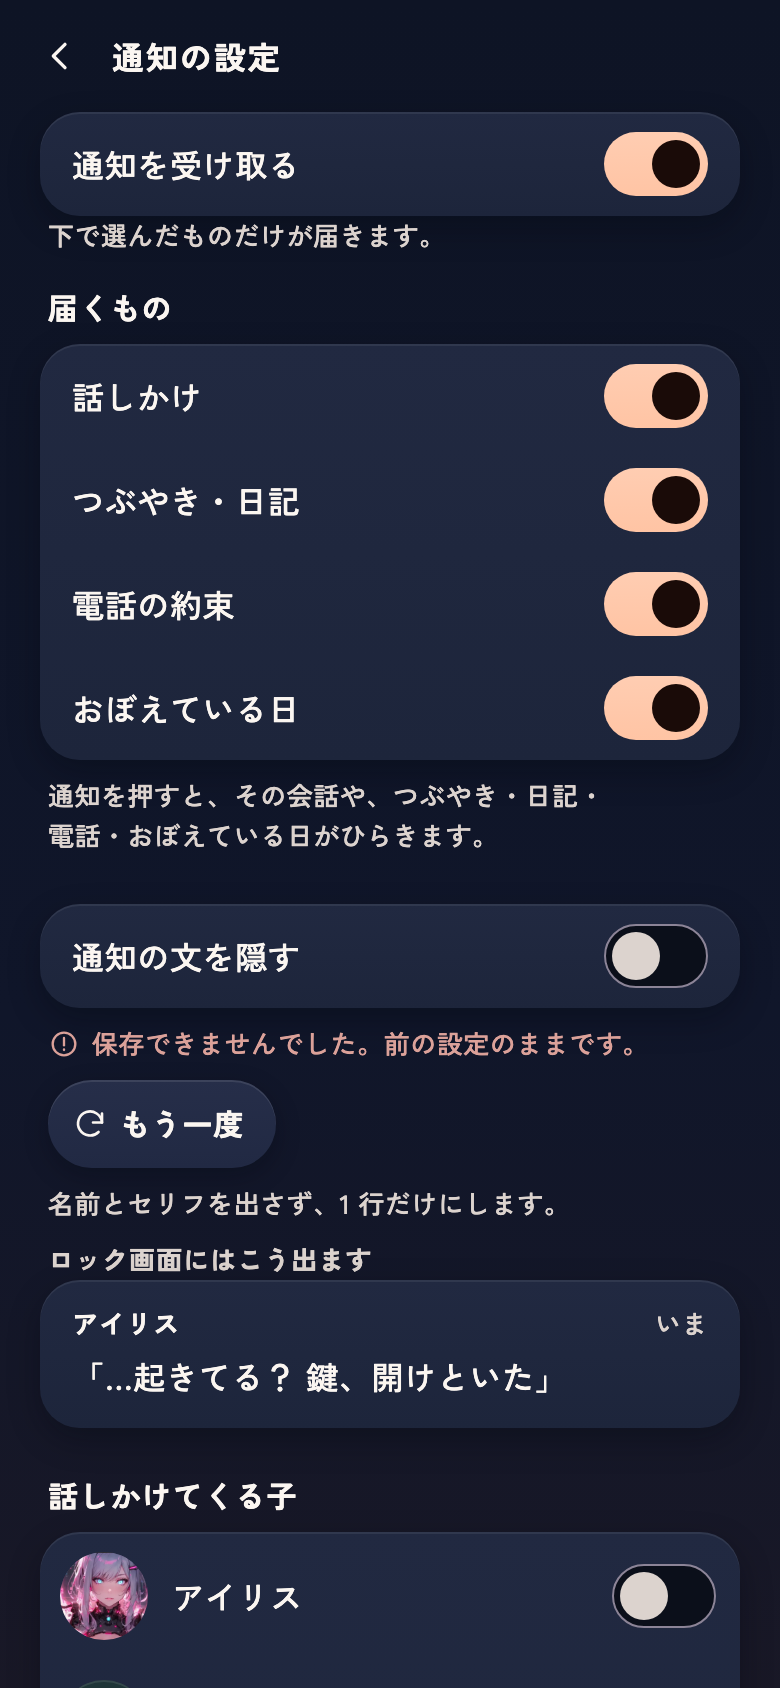 通知の設定
通知を受け取る
下で選んだものだけが届きます。
届くもの
話しかけ
つぶやき・日記
電話の約束
おぼえている日
通知を押すと、その会話や、つぶやき・日記・
電話・おぼえている日がひらきます。
通知の文を隠す
保存できませんでした。前の設定のままです。
もう一度
名前とセリフを出さず、1 行だけにします。
ロック画面にはこう出ます
アイリス いま
「…起きてる？ 鍵、開けといた」
話しかけてくる子
アイリス